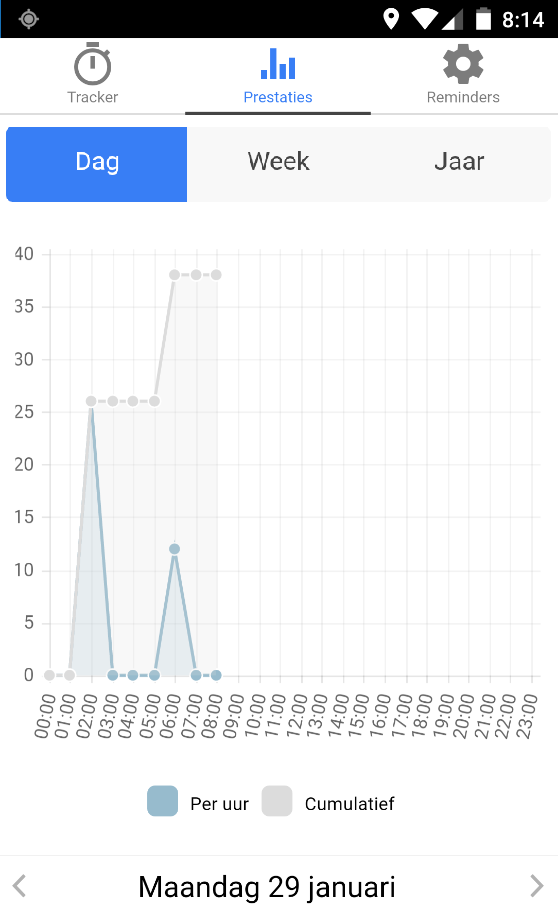 8:14
Tracker Prestaties Reminders
Dag Week Jaar
40
35
30
25
20
15
10
5
0
00:00 01:00 02:00 03:00 04:00 05:00 06:00 07:00 08:00 09:00 10:00 11:00 12:00 13:00 14:00 15:00 16:00 17:00 18:00 19:00 20:00 21:00 22:00 23:00
Per uur Cumulatief
Maandag 29 januari